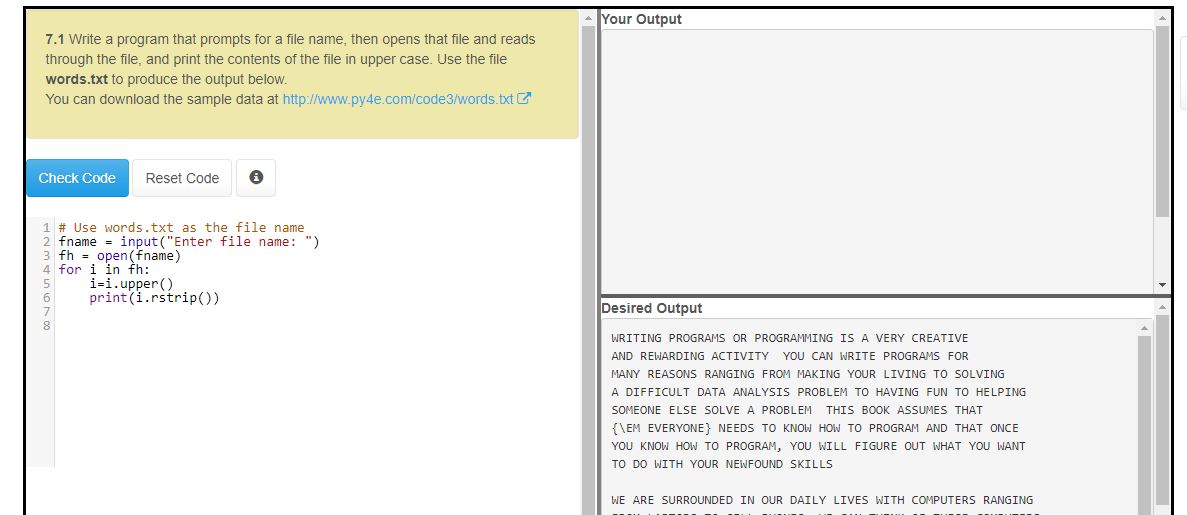 7.1 Write a program that prompts for a file name, then opens that file and reads
through the file, and print the contents of the file in upper case. Use the file
words.txt to produce the output below.
You can download the sample data at http://www.py4e.com/code3/words.txt
Check Code
Reset Code
1 # Use words.txt as the file name
2 fname = input("Enter file name: ")
3 fh = open(fname)
4 for i in fh:
5     i=i.upper()
6     print(i.rstrip())
7
8
Your Output
Desired Output
WRITING PROGRAMS OR PROGRAMMING IS A VERY CREATIVE
AND REWARDING ACTIVITY  YOU CAN WRITE PROGRAMS FOR
MANY REASONS RANGING FROM MAKING YOUR LIVING TO SOLVING
A DIFFICULT DATA ANALYSIS PROBLEM TO HAVING FUN TO HELPING
SOMEONE ELSE SOLVE A PROBLEM  THIS BOOK ASSUMES THAT
{\EM EVERYONE} NEEDS TO KNOW HOW TO PROGRAM AND THAT ONCE
YOU KNOW HOW TO PROGRAM, YOU WILL FIGURE OUT WHAT YOU WANT
TO DO WITH YOUR NEWFOUND SKILLS
WE ARE SURROUNDED IN OUR DAILY LIVES WITH COMPUTERS RANGING